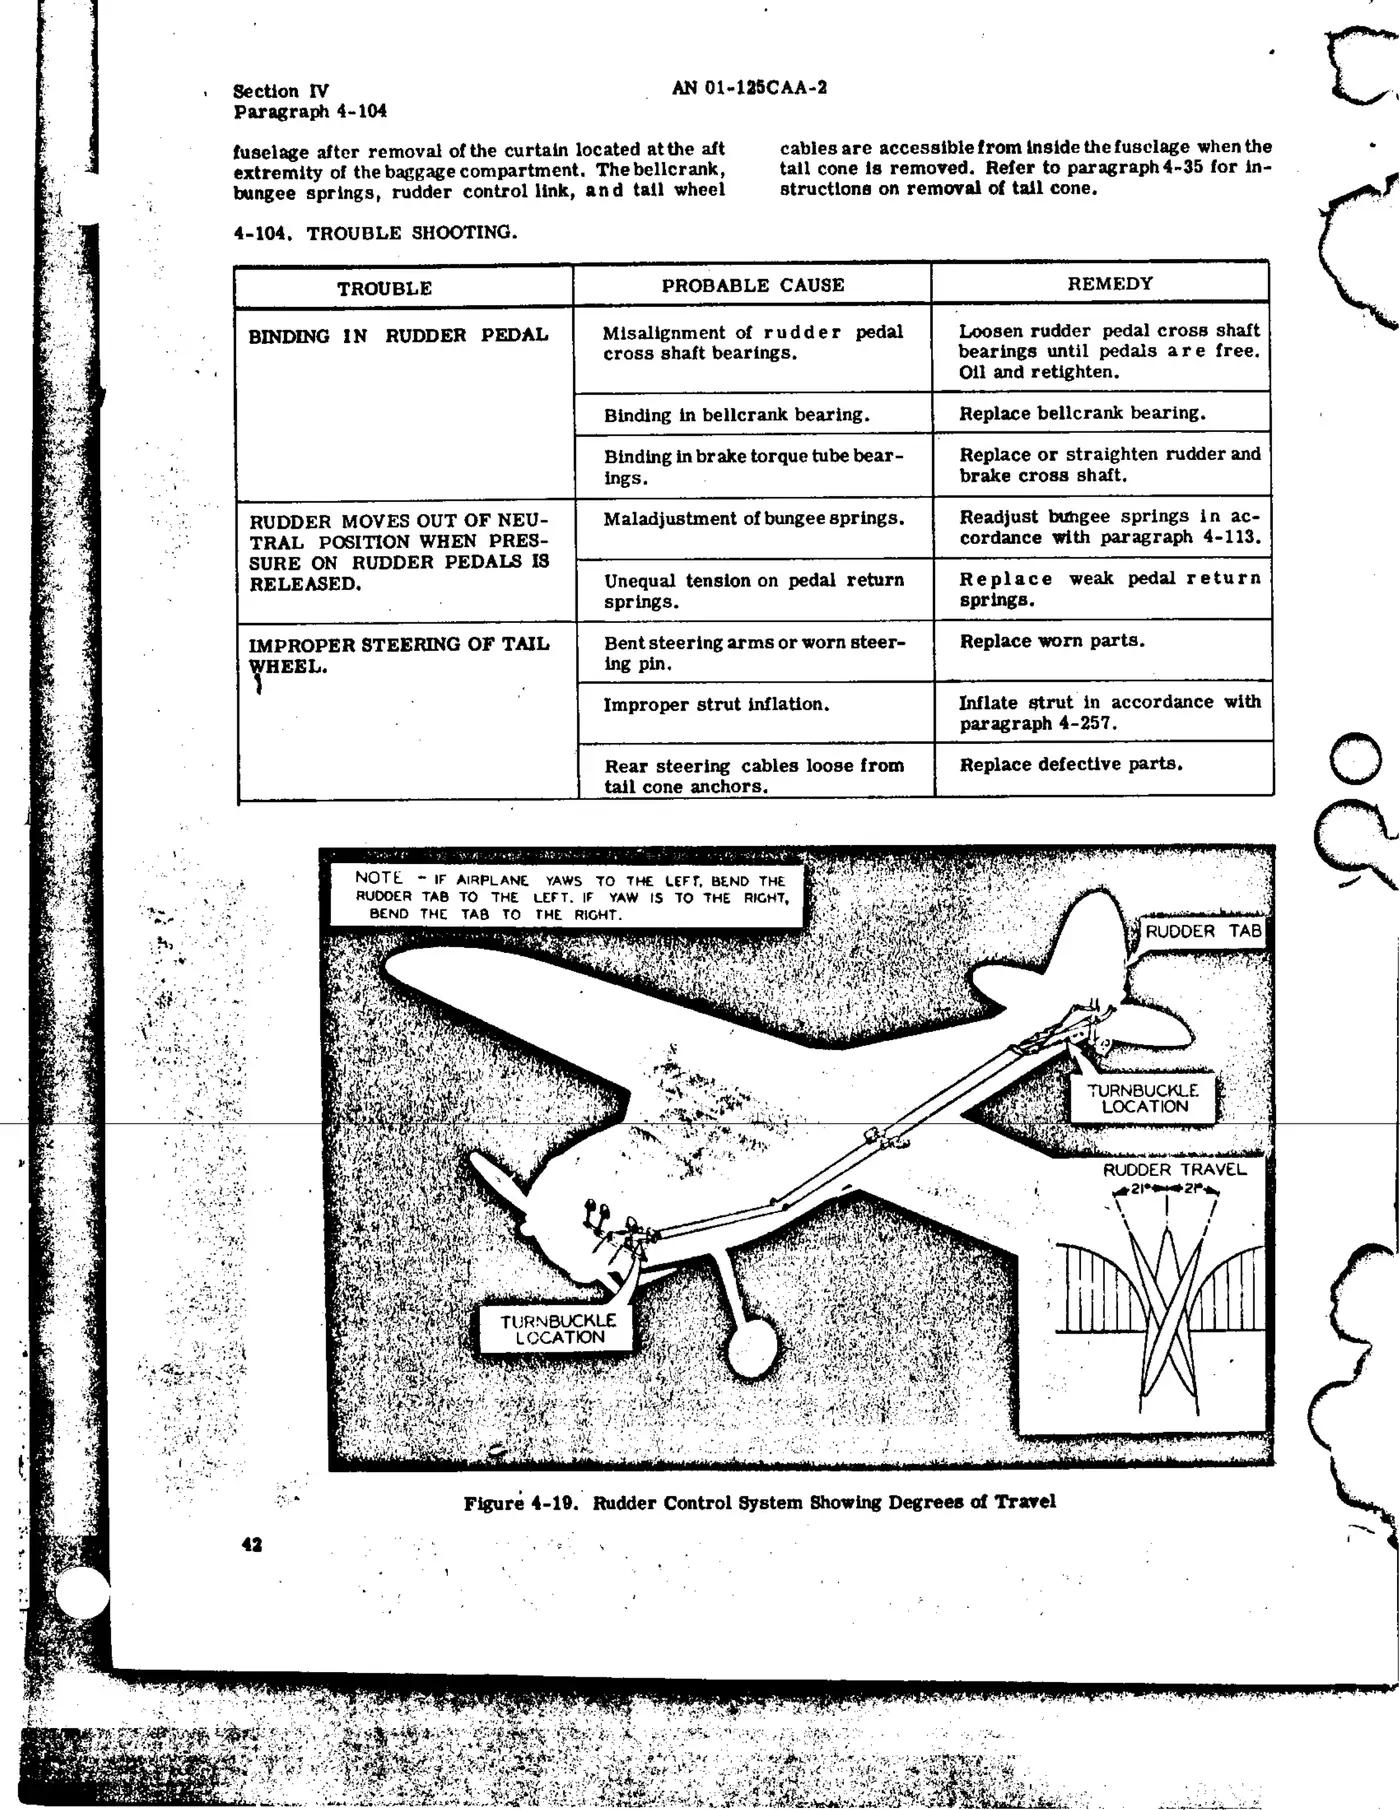 Section IV
Paragraph 4-104
AN 01-125CAA-2
fuselage after removal of the curtain located at the aft
extremity of the baggage compartment. The bellcrank,
bungee springs, rudder control link, and tail wheel
cables are accessible from inside the fuselage when the
tail cone is removed. Refer to paragraph 4-35 for in-
structions on removal of tail cone.
4-104. TROUBLE SHOOTING.
TROUBLE
PROBABLE CAUSE
REMEDY
BINDING IN RUDDER PEDAL
Misalignment of rudder pedal
cross shaft bearings.
Loosen rudder pedal cross shaft
bearings until pedals are free.
Oil and retighten.
Binding in bellcrank bearing.
Replace bellcrank bearing.
Binding in brake torque tube bear-
ings.
Replace or straighten rudder and
brake cross shaft.
RUDDER MOVES OUT OF NEU-
TRAL POSITION WHEN PRES-
SURE ON RUDDER PEDALS IS
RELEASED.
Maladjustment of bungee springs.
Readjust bungee springs in ac-
cordance with paragraph 4-113.
Unequal tension on pedal return
springs.
Replace weak pedal return
springs.
IMPROPER STEERING OF TAIL
WHEEL.
Bent steering arms or worn steer-
ing pin.
Replace worn parts.
Improper strut inflation.
Inflate strut in accordance with
paragraph 4-257.
Rear steering cables loose from
tail cone anchors.
Replace defective parts.
NOTE - IF AIRPLANE YAWS TO THE LEFT, BEND THE
RUDDER TAB TO THE LEFT. IF YAW IS TO THE RIGHT,
BEND THE TAB TO THE RIGHT.
RUDDER TAB
TURNBUCKLE
LOCATION
RUDDER TRAVEL
21° 21°
TURNBUCKLE
LOCATION
Figure 4-19. Rudder Control System Showing Degrees of Travel
42